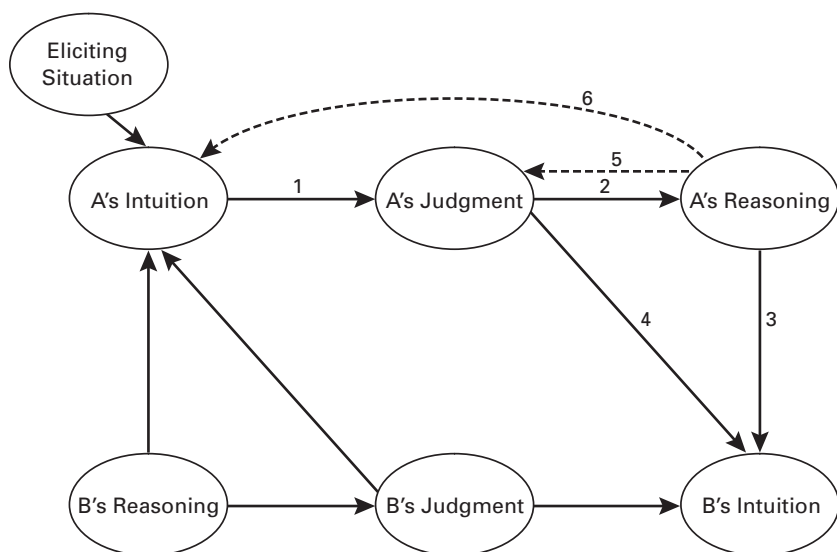 Eliciting
Situation
6
5
A's Intuition
1
A's Judgment
2
A's Reasoning
4
3
B's Reasoning
B's Judgment
B's Intuition